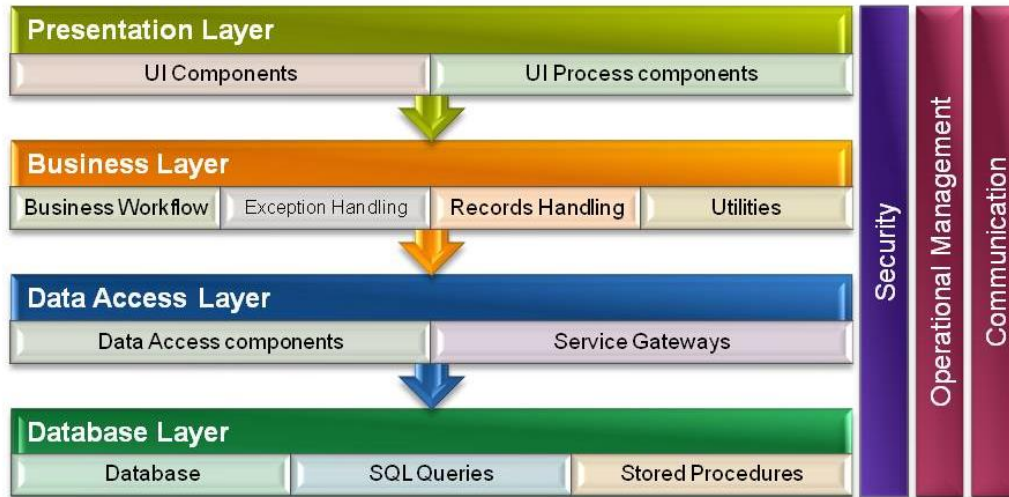 Presentation Layer
UI Components
UI Process components
Business Layer
Business Workflow
Exception Handling
Records Handling
Utilities
Data Access Layer
Data Access components
Service Gateways
Database Layer
Database
SQL Queries
Stored Procedures
Security
Operational Management
Communication